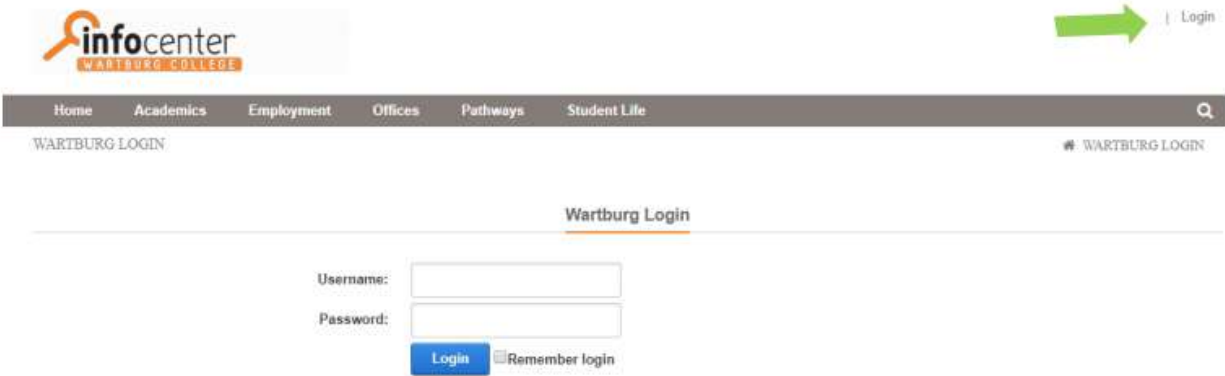 | Login
infocenter
WARTBURG COLLEGE
Home Academics Employment Offices Pathways Student Life
WARTBURG LOGIN WARTBURG LOGIN
Wartburg Login
Username:
Password:
Login Remember login